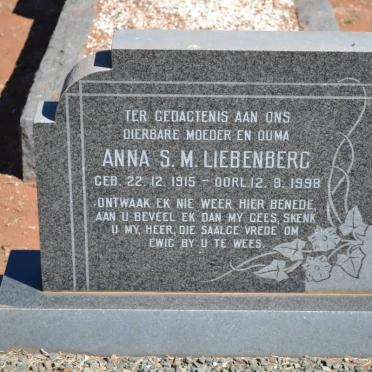 TER GEDAGTENIS AAN ONS
DIERBARE MOEDER EN OUMA
ANNA S. M. LIEBENBERG
GEB. 22. 12. 1915 – OORL. 12. 9. 1998
ONTWAAK EK NIE WEER HIER BENEDE,
AAN U BEVEEL EK DAN MY GEES, SKENK
U MY, HEER, DIE SAALGE VREDE OM
EWIG BY U TE WEES.